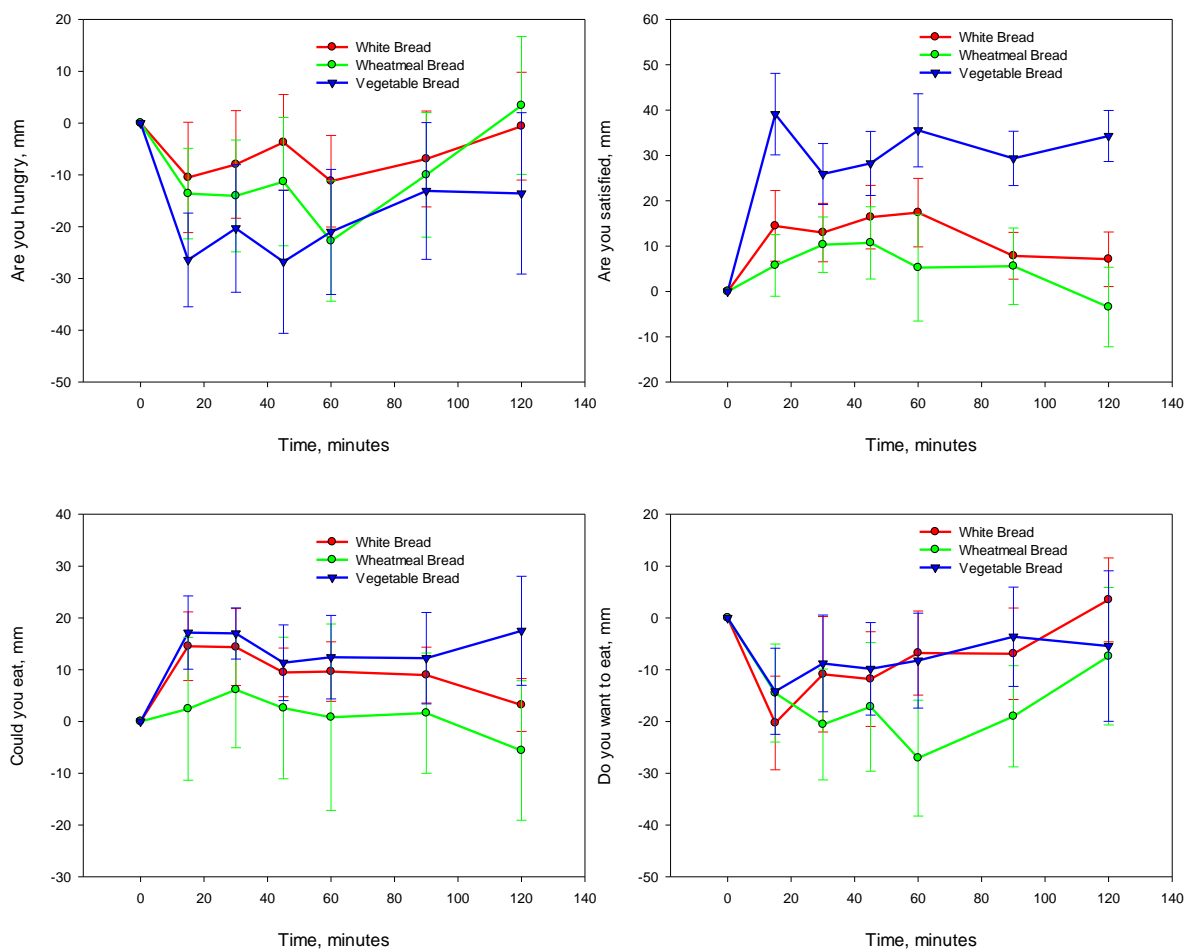 Are you hungry, mm
20
10
0
-10
-20
-30
-40
-50
White Bread
Wheatmeal Bread
Vegetable Bread
0 20 40 60 80 100 120 140
Time, minutes
Are you satisfied, mm
60
50
40
30
20
10
0
-10
-20
White Bread
Wheatmeal Bread
Vegetable Bread
0 20 40 60 80 100 120 140
Time, minutes
Could you eat, mm
40
30
20
10
0
-10
-20
-30
White Bread
Wheatmeal Bread
Vegetable Bread
0 20 40 60 80 100 120 140
Time, minutes
Do you want to eat, mm
20
10
0
-10
-20
-30
-40
-50
White Bread
Wheatmeal Bread
Vegetable Bread
0 20 40 60 80 100 120 140
Time, minutes